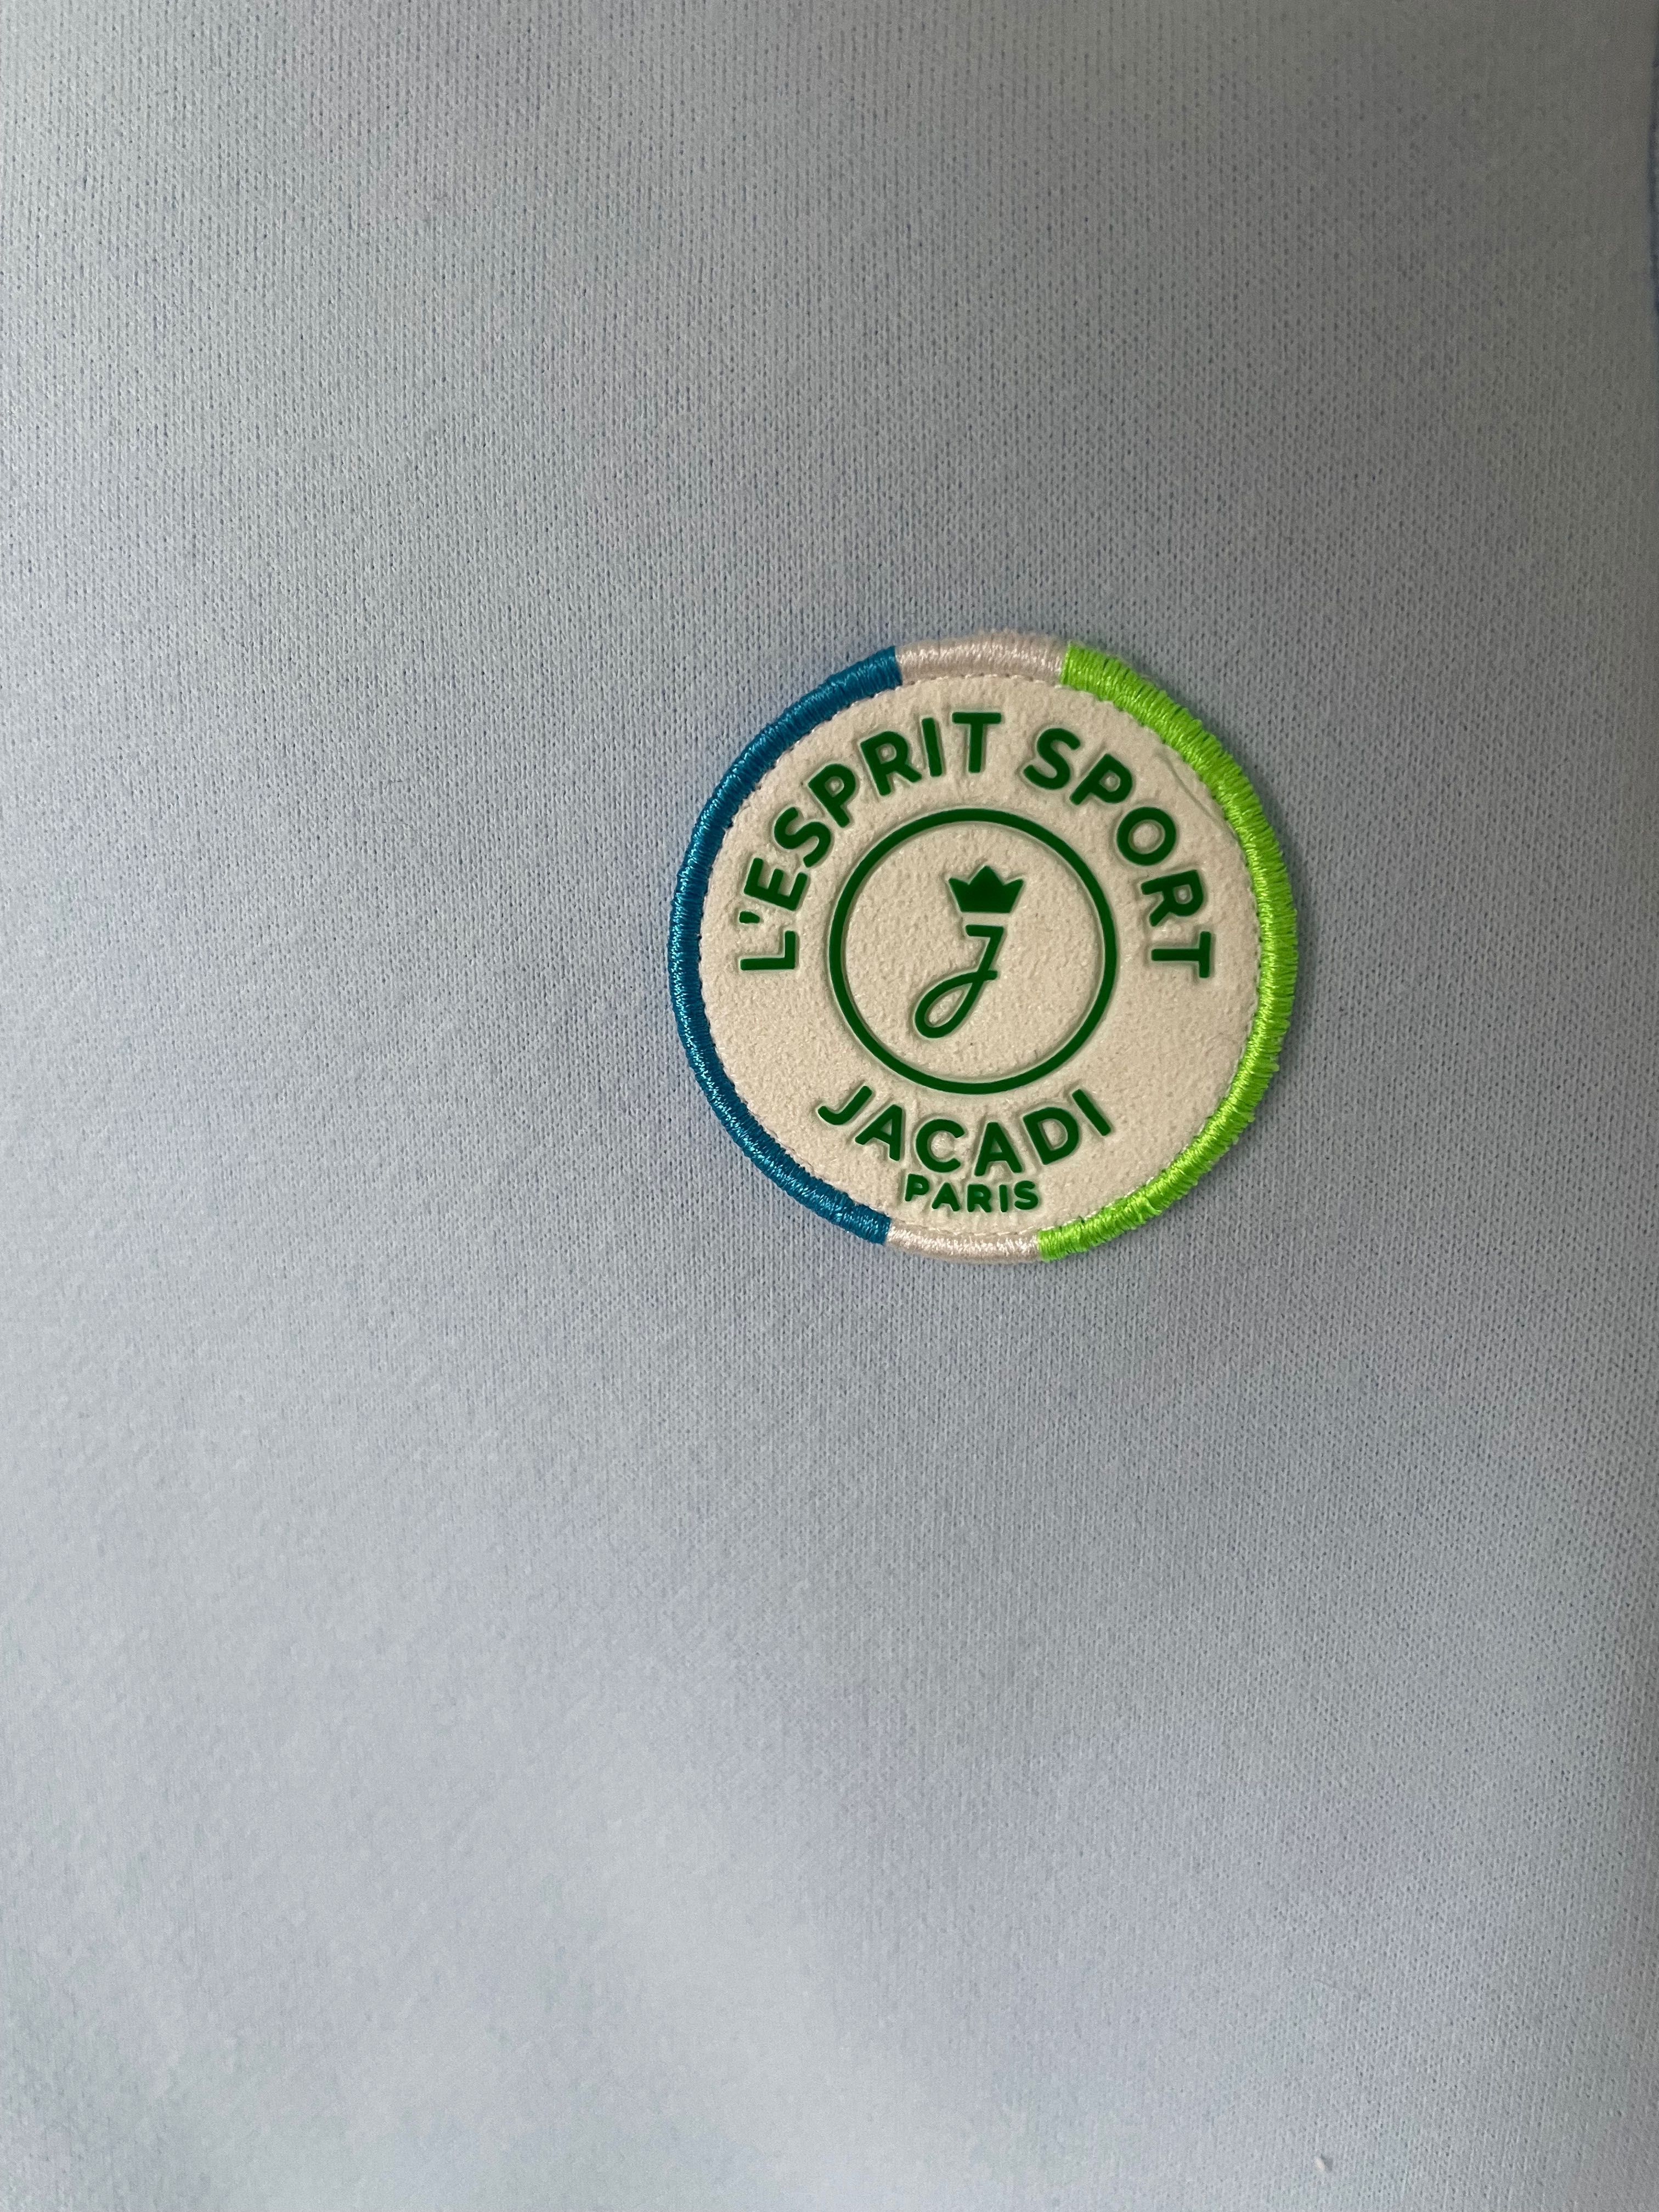 L'ESPRIT SPORT
J
JACADI
PARIS